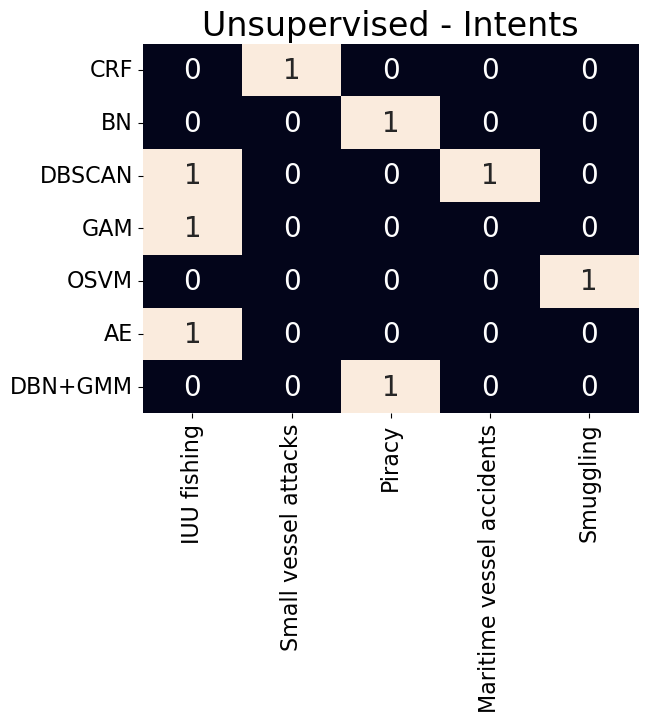 Unsupervised - Intents
CRF 0 1 0 0 0
BN 0 0 1 0 0
DBSCAN 1 0 0 1 0
GAM 1 0 0 0 0
OSVM 0 0 0 0 1
AE 1 0 0 0 0
DBN+GMM 0 0 1 0 0
IUU fishing
Small vessel attacks
Piracy
Maritime vessel accidents
Smuggling